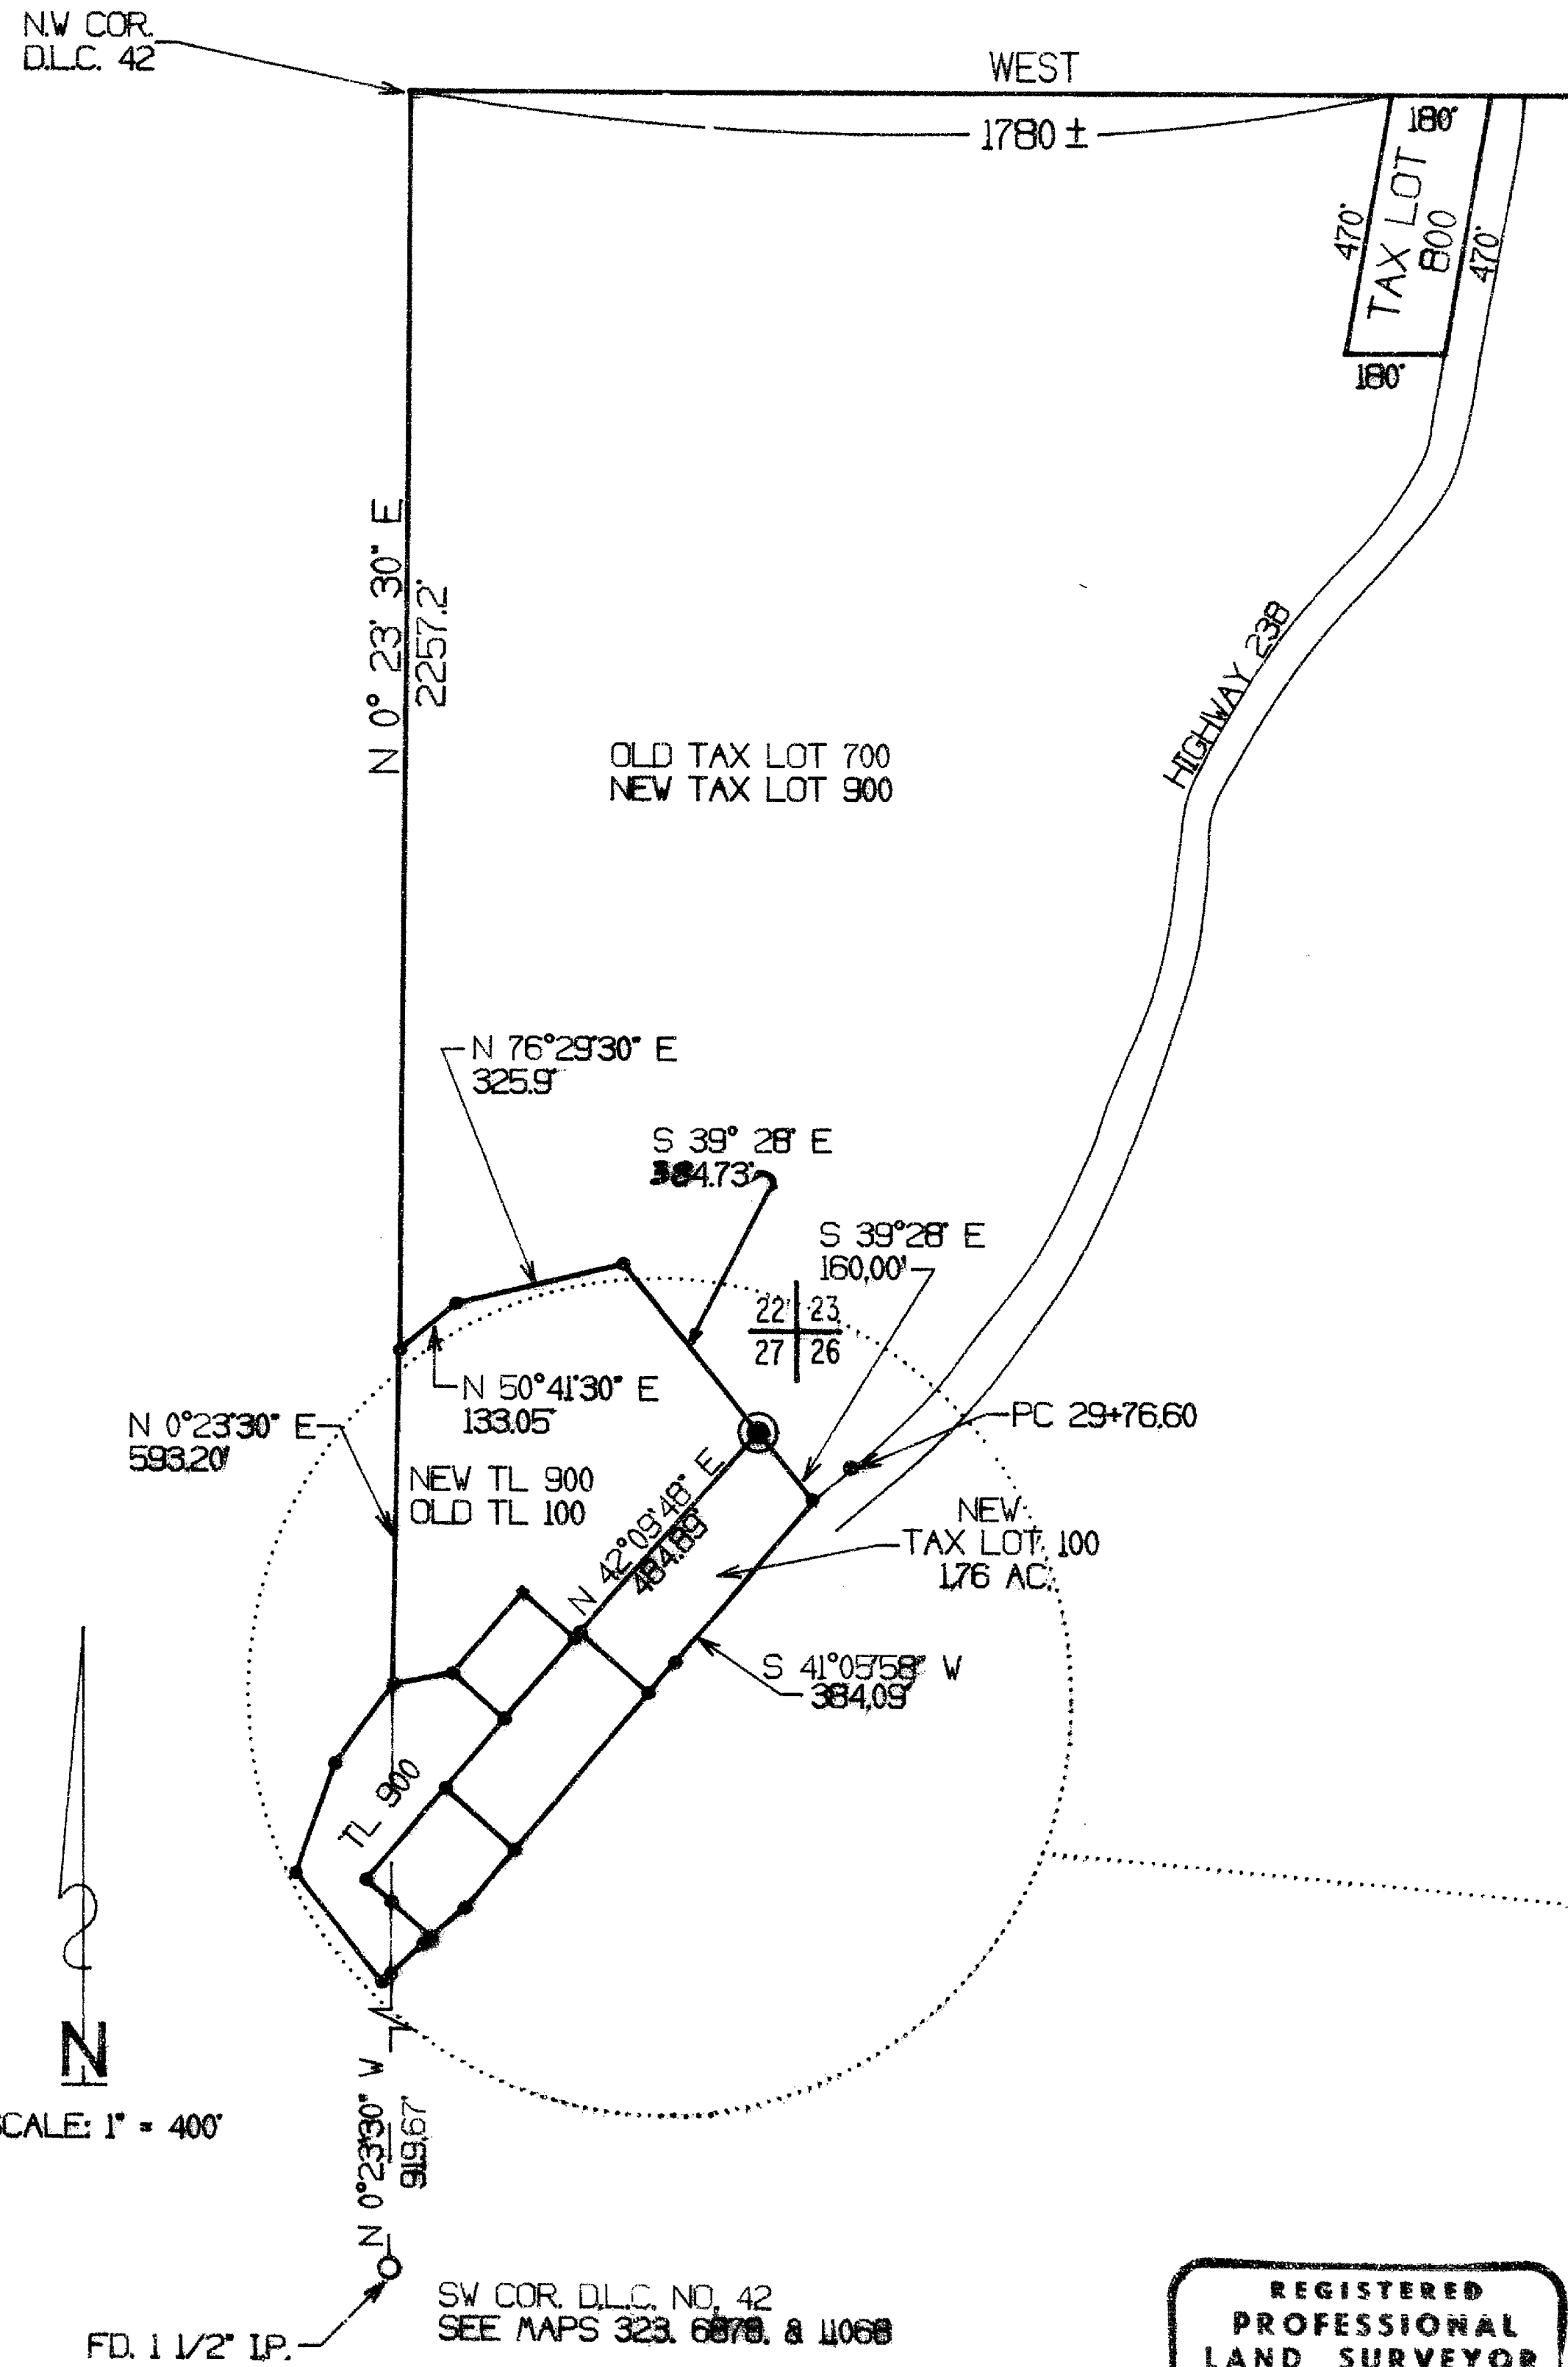 N.W COR.
D.L.C. 42
WEST
1780 ±
180'
TAX LOT
800
470'
470'
180'
N 0° 23' 30" E
2257.2'
HIGHWAY 238
OLD TAX LOT 700
NEW TAX LOT 900
N 76°29'30" E
325.9'
S 39° 28' E
384.73'
S 39°28' E
160.00'
22 23
27 26
N 50°41'30" E
133.05'
PC 29+76.60
N 0°23'30" E
593.20'
NEW TL 900
OLD TL 100
N 42°09'48" E
484.89'
NEW
TAX LOT 100
1.76 AC.
S 41°05'58" W
384.09'
TL 900
N
SCALE: 1" = 400'
N 0°23'30" W
919.67'
SW COR. D.L.C. NO. 42
SEE MAPS 323, 6878, & 11068
FD. 1 1/2" I.P.
REGISTERED
PROFESSIONAL
LAND SURVEYOR